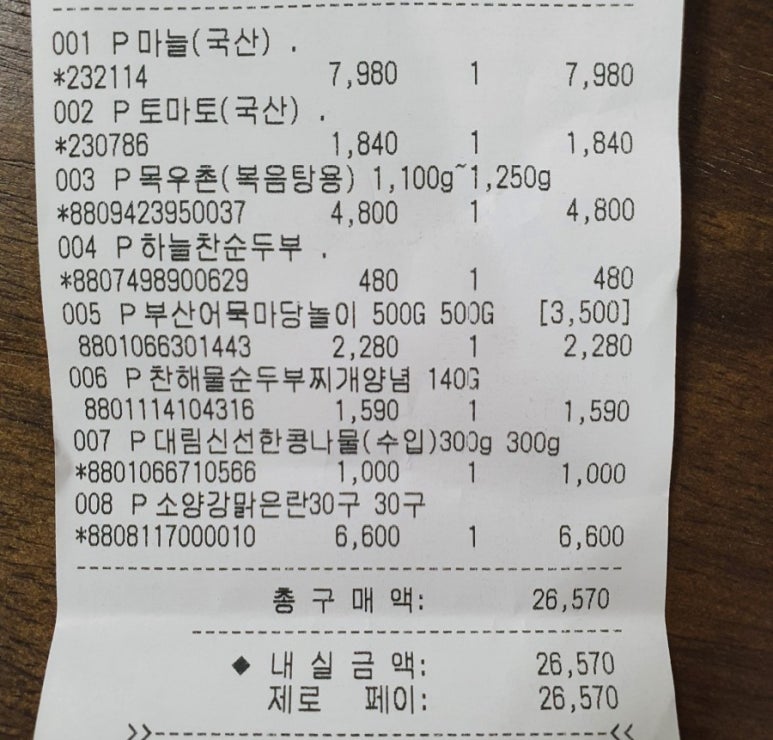 001 P 마늘(국산) .
*232114 7,980 1 7,980
002 P 토마토(국산) .
*230786 1,840 1 1,840
003 P 목우촌(볶음탕용) 1,100g~1,250g
*8809423950037 4,800 1 4,800
004 P 하늘찬순두부 .
*8807498900629 480 1 480
005 P 부산어묵마당놀이 500G 500G [3,500]
8801066301443 2,280 1 2,280
006 P 찬해물순두부찌개양념 140G
8801114104316 1,590 1 1,590
007 P 대림신선한콩나물(수입)300g 300g
*8801066710566 1,000 1 1,000
008 P 소양강맑은란30구 30구
*8808117000010 6,600 1 6,600
총 구 매 액: 26,570
◆ 내 실 금 액: 26,570
제로 페이: 26,570